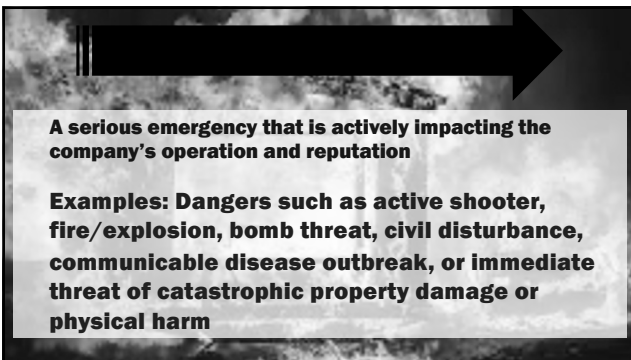 A serious emergency that is actively impacting the
company’s operation and reputation
Examples: Dangers such as active shooter,
fire/explosion, bomb threat, civil disturbance,
communicable disease outbreak, or immediate
threat of catastrophic property damage or
physical harm